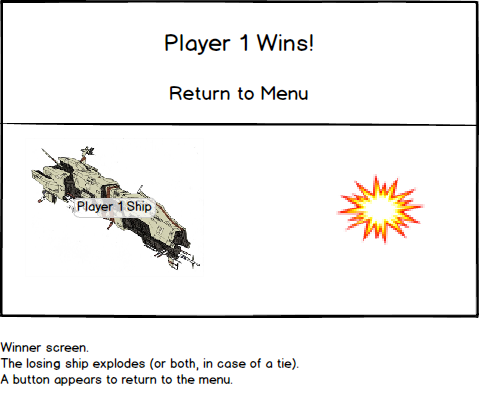 Player 1 Wins!
Return to Menu
Player 1 Ship
Winner screen.
The losing ship explodes (or both, in case of a tie).
A button appears to return to the menu.